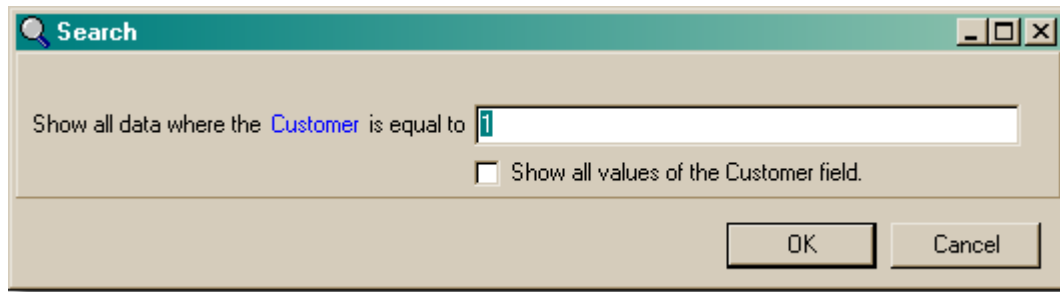 Search
Show all data where the Customer is equal to 1
Show all values of the Customer field.
OK Cancel